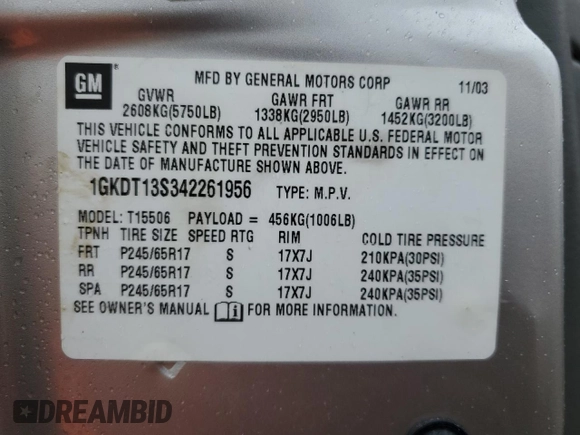 GM
MFD BY GENERAL MOTORS CORP 11/03
GVWR GAWR FRT GAWR RR
2608KG(5750LB) 1338KG(2950LB) 1452KG(3200LB)
THIS VEHICLE CONFORMS TO ALL APPLICABLE U.S. FEDERAL MOTOR
VEHICLE SAFETY AND THEFT PREVENTION STANDARDS IN EFFECT ON
THE DATE OF MANUFACTURE SHOWN ABOVE.
1GKDT13S342261956 TYPE: M.P.V.
MODEL: T15506 PAYLOAD = 456KG(1006LB)
TPNH TIRE SIZE SPEED RTG RIM COLD TIRE PRESSURE
FRT P245/65R17 S 17X7J 210KPA(30PSI)
RR P245/65R17 S 17X7J 240KPA(35PSI)
SPA P245/65R17 S 17X7J 240KPA(35PSI)
SEE OWNER'S MANUAL FOR MORE INFORMATION.
DREAMBID